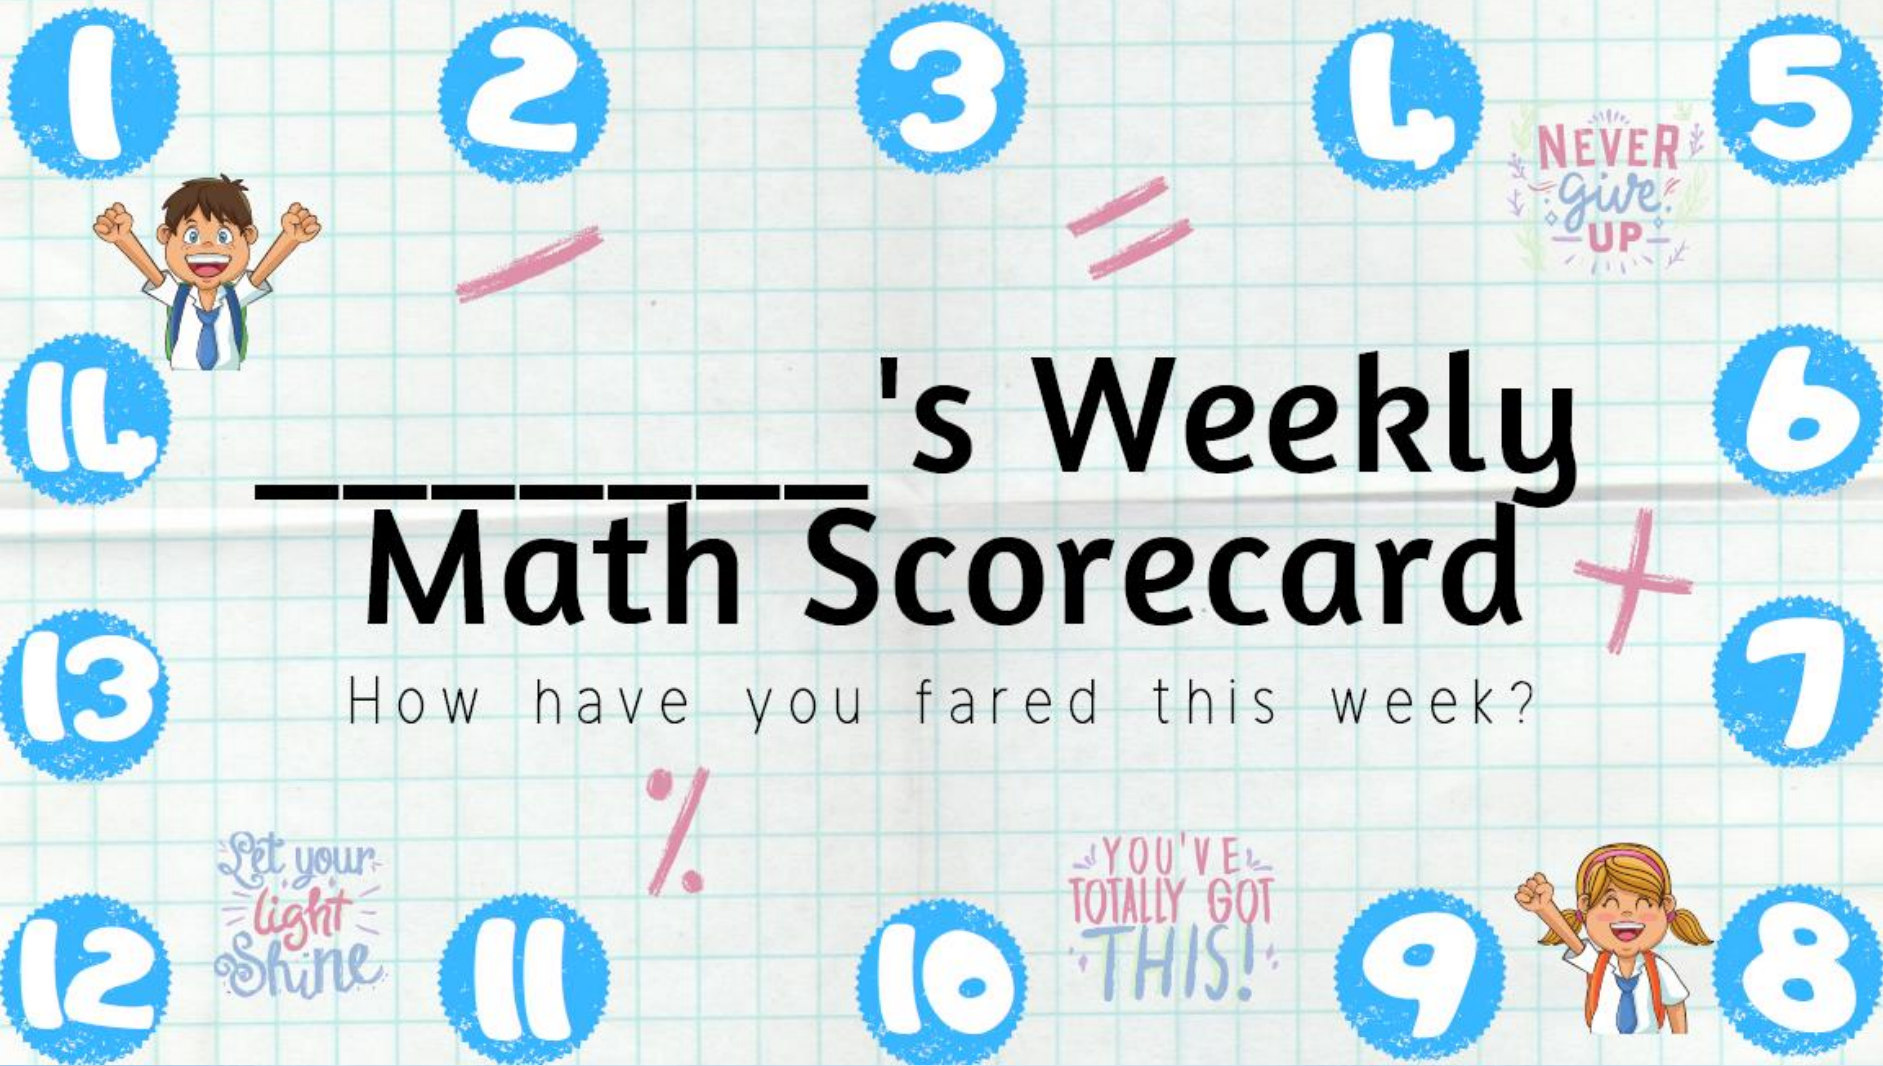 1 2 3 4 5
NEVER
give
UP
14
_______'s Weekly
6
Math Scorecard
+
13
How have you fared this week?
7
%
Let your
light
Shine
YOU'VE
TOTALLY GOT
THIS!
12 11 10 9 8